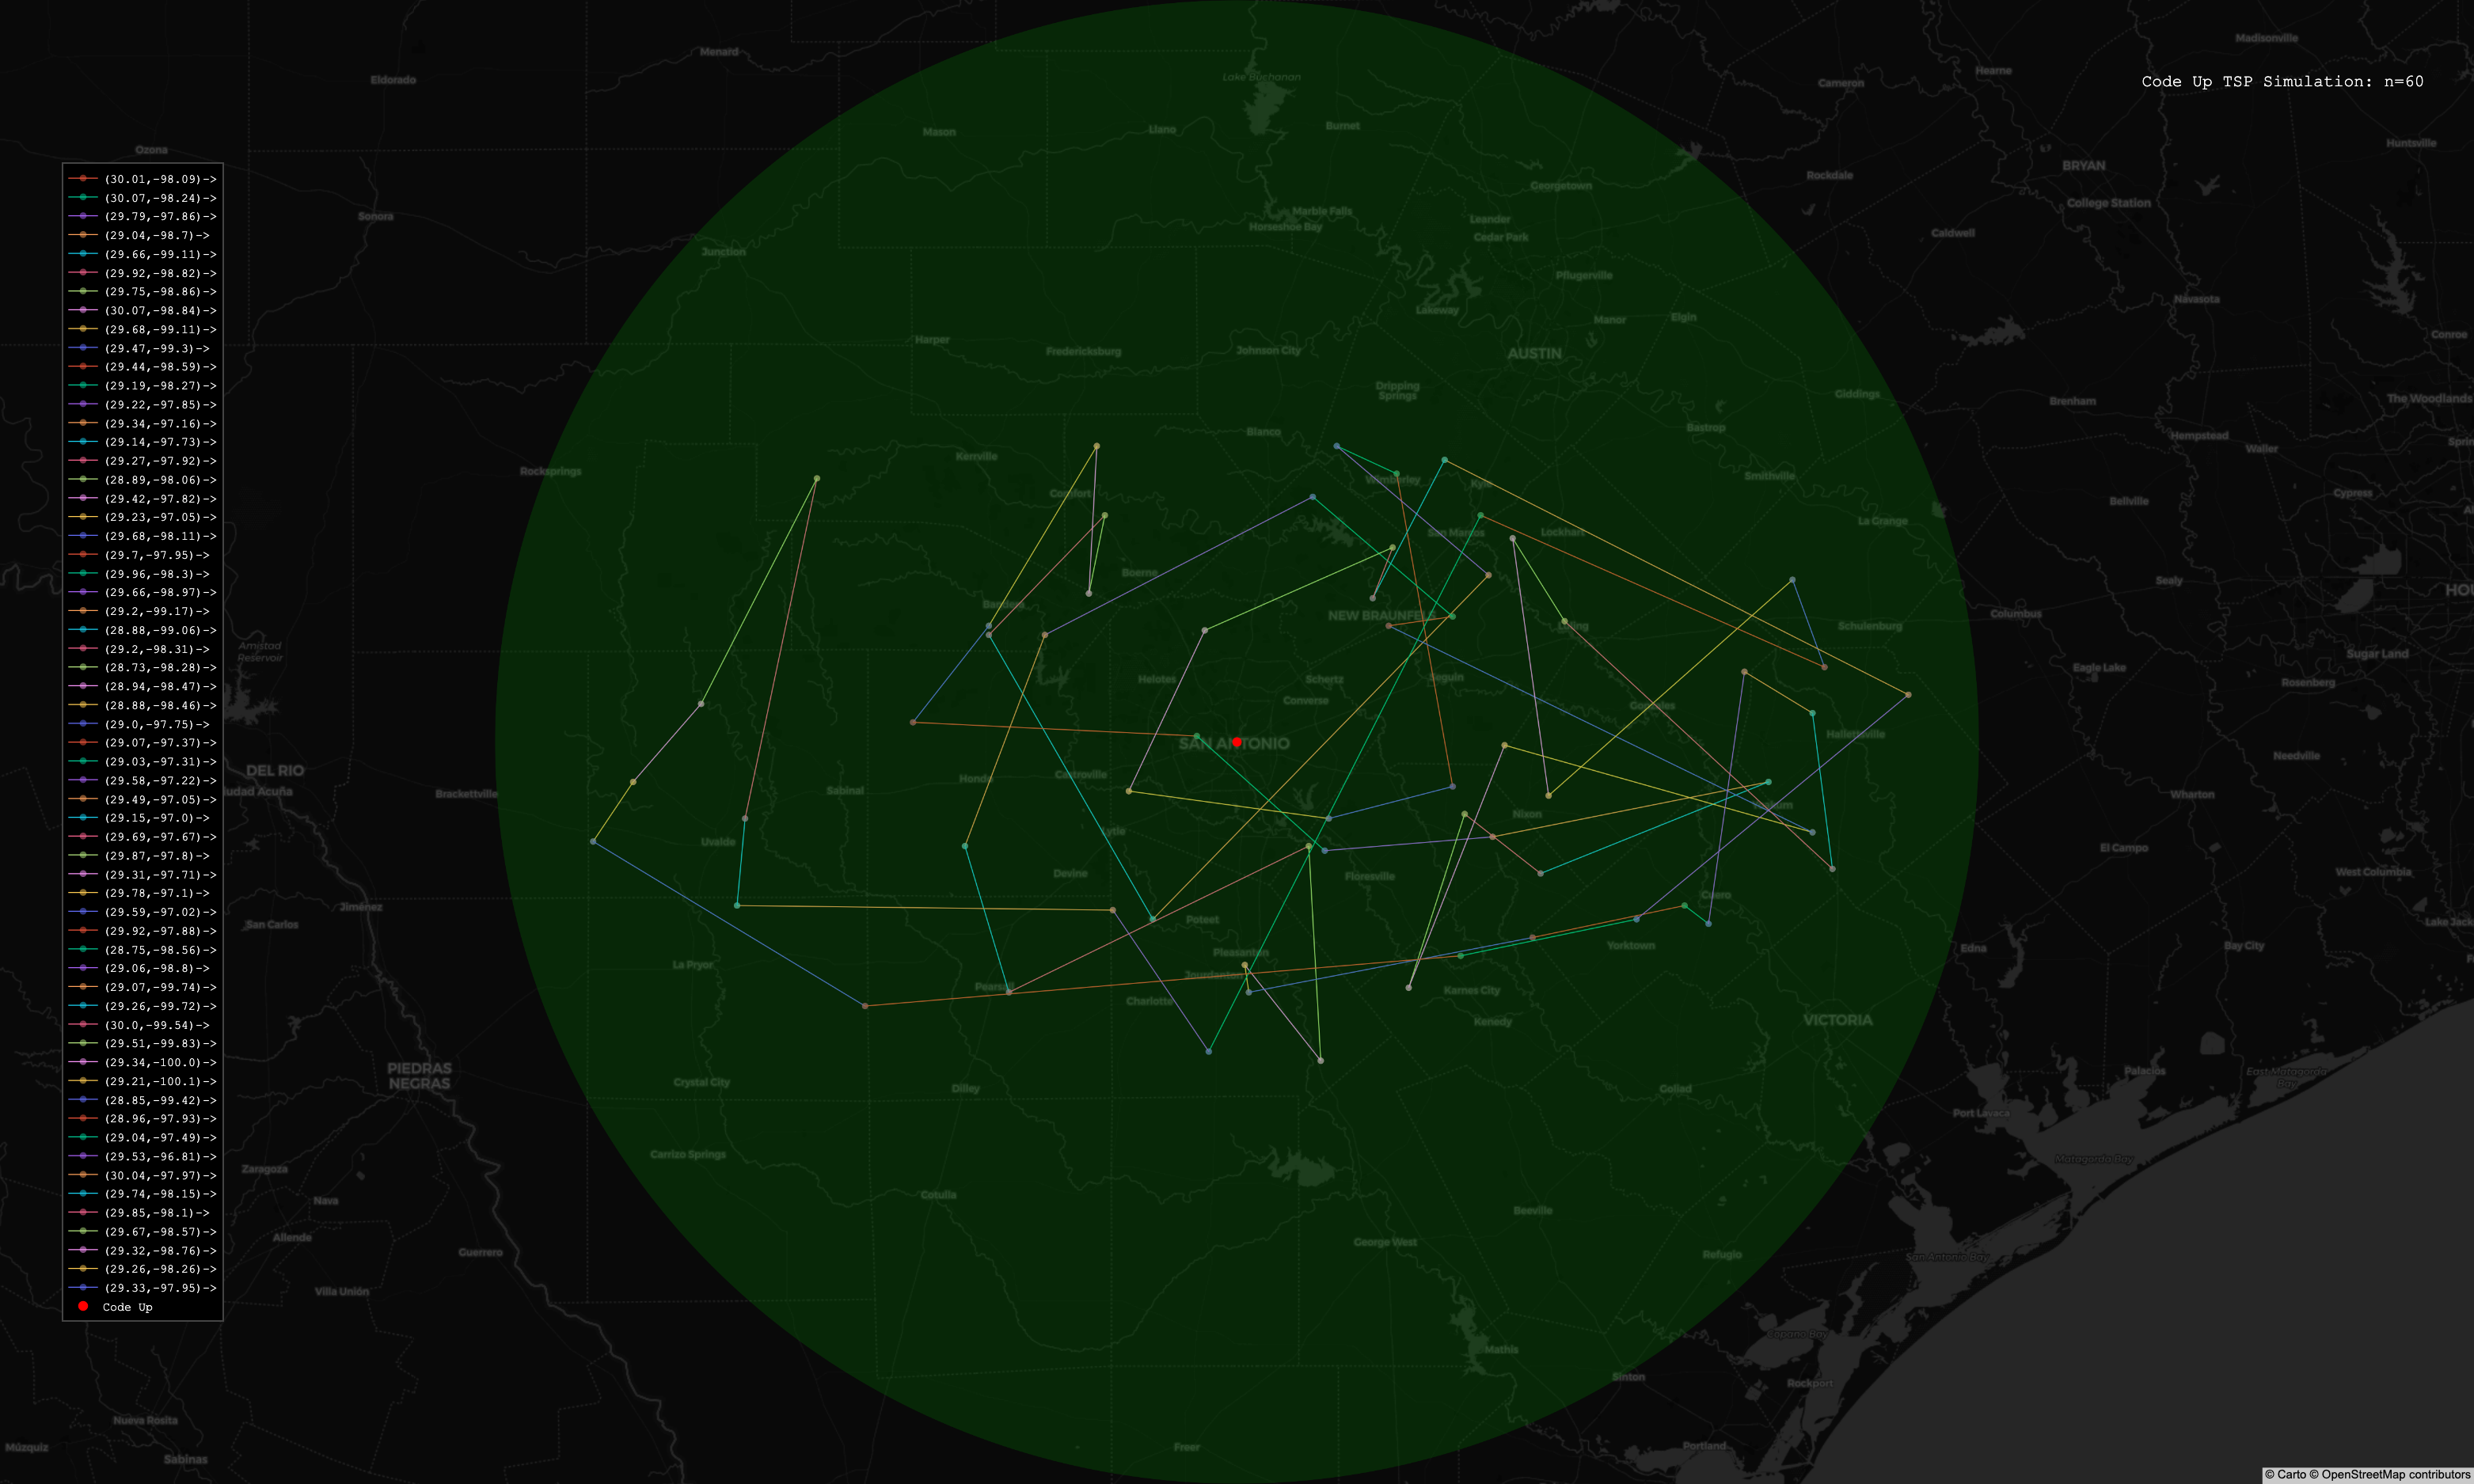 Menard
Madisonville
Eldorado
Hearne
Lake Buchanan
Cameron
Code Up TSP Simulation: n=60
Mason
Llano
Burnet
Huntsville
Ozona
BRYAN
Rockdale
(30.01,-98.09)->
Georgetown
(30.07,-98.24)->
College Station
(29.79,-97.86)->
Sonora
Marble Falls
Leander
Horseshoe Bay
(29.04,-98.7)->
Cedar Park
Caldwell
(29.66,-99.11)->
Junction
(29.92,-98.82)->
Pflugerville
(29.75,-98.86)->
Navasota
(30.07,-98.84)->
Lakeway
Manor
Elgin
(29.68,-99.11)->
Conroe
(29.47,-99.3)->
Harper
Fredericksburg
Johnson City
AUSTIN
(29.44,-98.59)->
(29.19,-98.27)->
Dripping
Springs
Giddings
Brenham
The Woodlands
(29.22,-97.85)->
(29.34,-97.16)->
Blanco
Bastrop
Hempstead
(29.14,-97.73)->
Waller
(29.27,-97.92)->
Kerrville
Rocksprings
(28.89,-98.06)->
Wimberley
Kyle
Smithville
Comfort
Cypress
(29.42,-97.82)->
Bellville
(29.23,-97.05)->
La Grange
(29.68,-98.11)->
San Marcos
Lockhart
(29.7,-97.95)->
(29.96,-98.3)->
Boerne
Sealy
Katy
(29.66,-98.97)->
Bandera
NEW BRAUNFELS
Columbus
(29.2,-99.17)->
Luling
Schulenburg
(28.88,-99.06)->
Amistad
Reservoir
(29.2,-98.31)->
Sugar Land
(28.73,-98.28)->
Helotes
Schertz
Seguin
Eagle Lake
Rosenberg
(28.94,-98.47)->
Converse
Gonzales
(28.88,-98.46)->
(29.0,-97.75)->
SAN ANTONIO
Hallettsville
(29.07,-97.37)->
Needville
(29.03,-97.31)->
DEL RIO
Hondo
Castroville
(29.58,-97.22)->
Ciudad Acuña
Brackettville
Sabinal
Wharton
(29.49,-97.05)->
Yoakum
(29.15,-97.0)->
Nixon
Lytle
(29.69,-97.67)->
Uvalde
El Campo
(29.87,-97.8)->
Devine
Floresville
West Columbia
(29.31,-97.71)->
Cuero
(29.78,-97.1)->
Jiménez
(29.59,-97.02)->
San Carlos
Poteet
Lake Jackson
(29.92,-97.88)->
Edna
Bay City
Yorktown
(28.75,-98.56)->
Pleasanton
(29.06,-98.8)->
La Pryor
Jourdanton
(29.07,-99.74)->
Pearsall
Charlotte
Karnes City
(29.26,-99.72)->
Kenedy
VICTORIA
(30.0,-99.54)->
(29.51,-99.83)->
PIEDRAS
NEGRAS
Palacios
East Matagorda
Bay
(29.34,-100.0)->
Crystal City
Dilley
Goliad
(29.21,-100.1)->
(28.85,-99.42)->
Port Lavaca
(28.96,-97.93)->
(29.04,-97.49)->
Carrizo Springs
(29.53,-96.81)->
Matagorda Bay
Zaragoza
(30.04,-97.97)->
Nava
Cotulla
(29.74,-98.15)->
Beeville
(29.85,-98.1)->
(29.67,-98.57)->
Allende
George West
(29.32,-98.76)->
Guerrero
Refugio
San Antonio Bay
(29.26,-98.26)->
(29.33,-97.95)->
Villa Unión
Code Up
Copano Bay
Mathis
Sinton
Rockport
Nueva Rosita
Múzquiz
Freer
Portland
Sabinas
© Carto © OpenStreetMap contributors